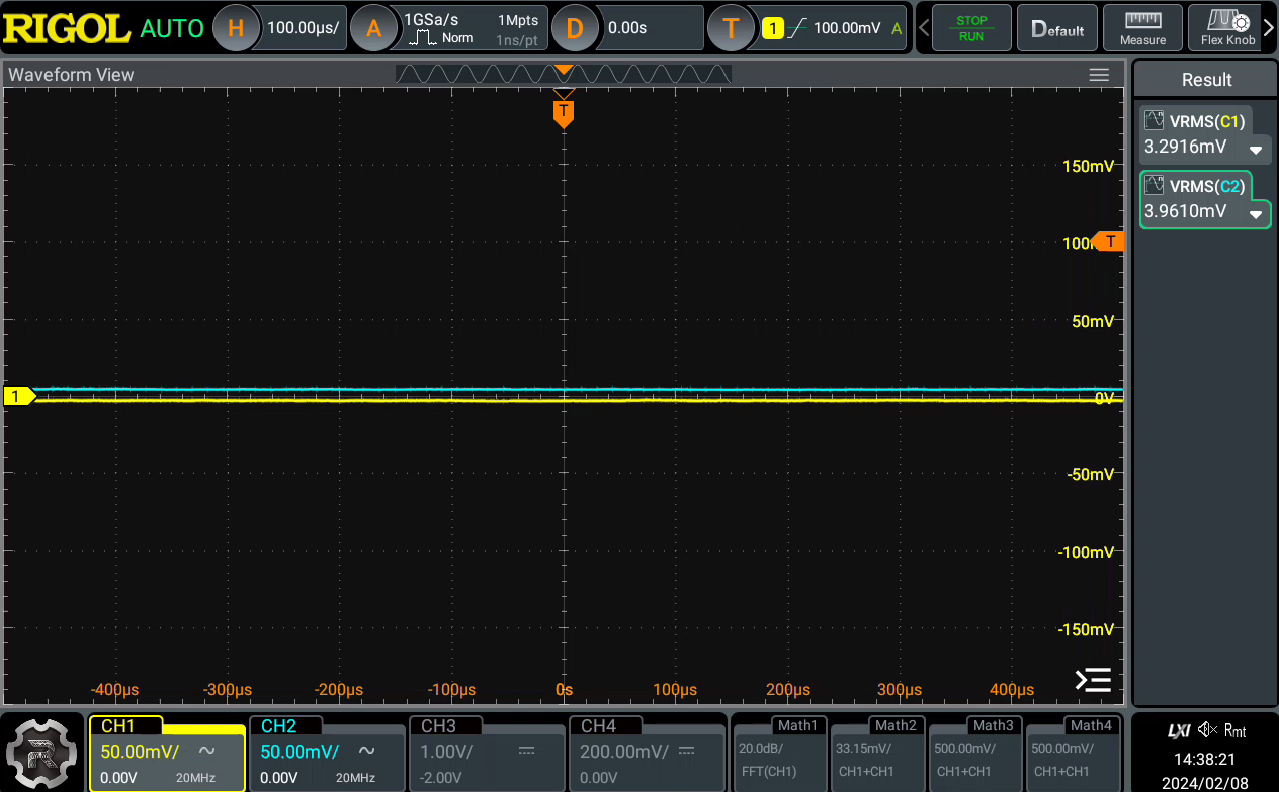 RIGOL AUTO H 100.00μs/ A 1GSa/s Norm 1Mpts 1ns/pt D 0.00s T 1 100.00mV A STOP RUN Default Measure Flex Knob
Waveform View
Result
T
VRMS(C1)
3.2916mV
VRMS(C2)
3.9610mV
150mV
100m
T
50mV
1
0V
-50mV
-100mV
-150mV
-400μs -300μs -200μs -100μs 0s 100μs 200μs 300μs 400μs
CH1 CH2 CH3 CH4 Math1 Math2 Math3 Math4
50.00mV/ 50.00mV/ 1.00V/ 200.00mV/ 20.0dB/ 33.15mV/ 500.00mV/ 500.00mV/
0.00V 20MHz 0.00V 20MHz -2.00V 0.00V FFT(CH1) CH1+CH1 CH1+CH1 CH1+CH1
R
LXI Rmt
14:38:21
2024/02/08